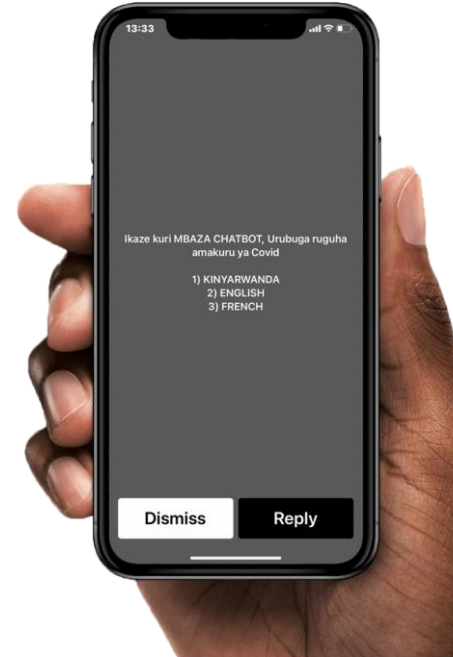 13:33
Ikaze kuri MBAZA CHATBOT, Urubuga ruguha
amakuru ya Covid
1) KINYARWANDA
2) ENGLISH
3) FRENCH
Dismiss
Reply